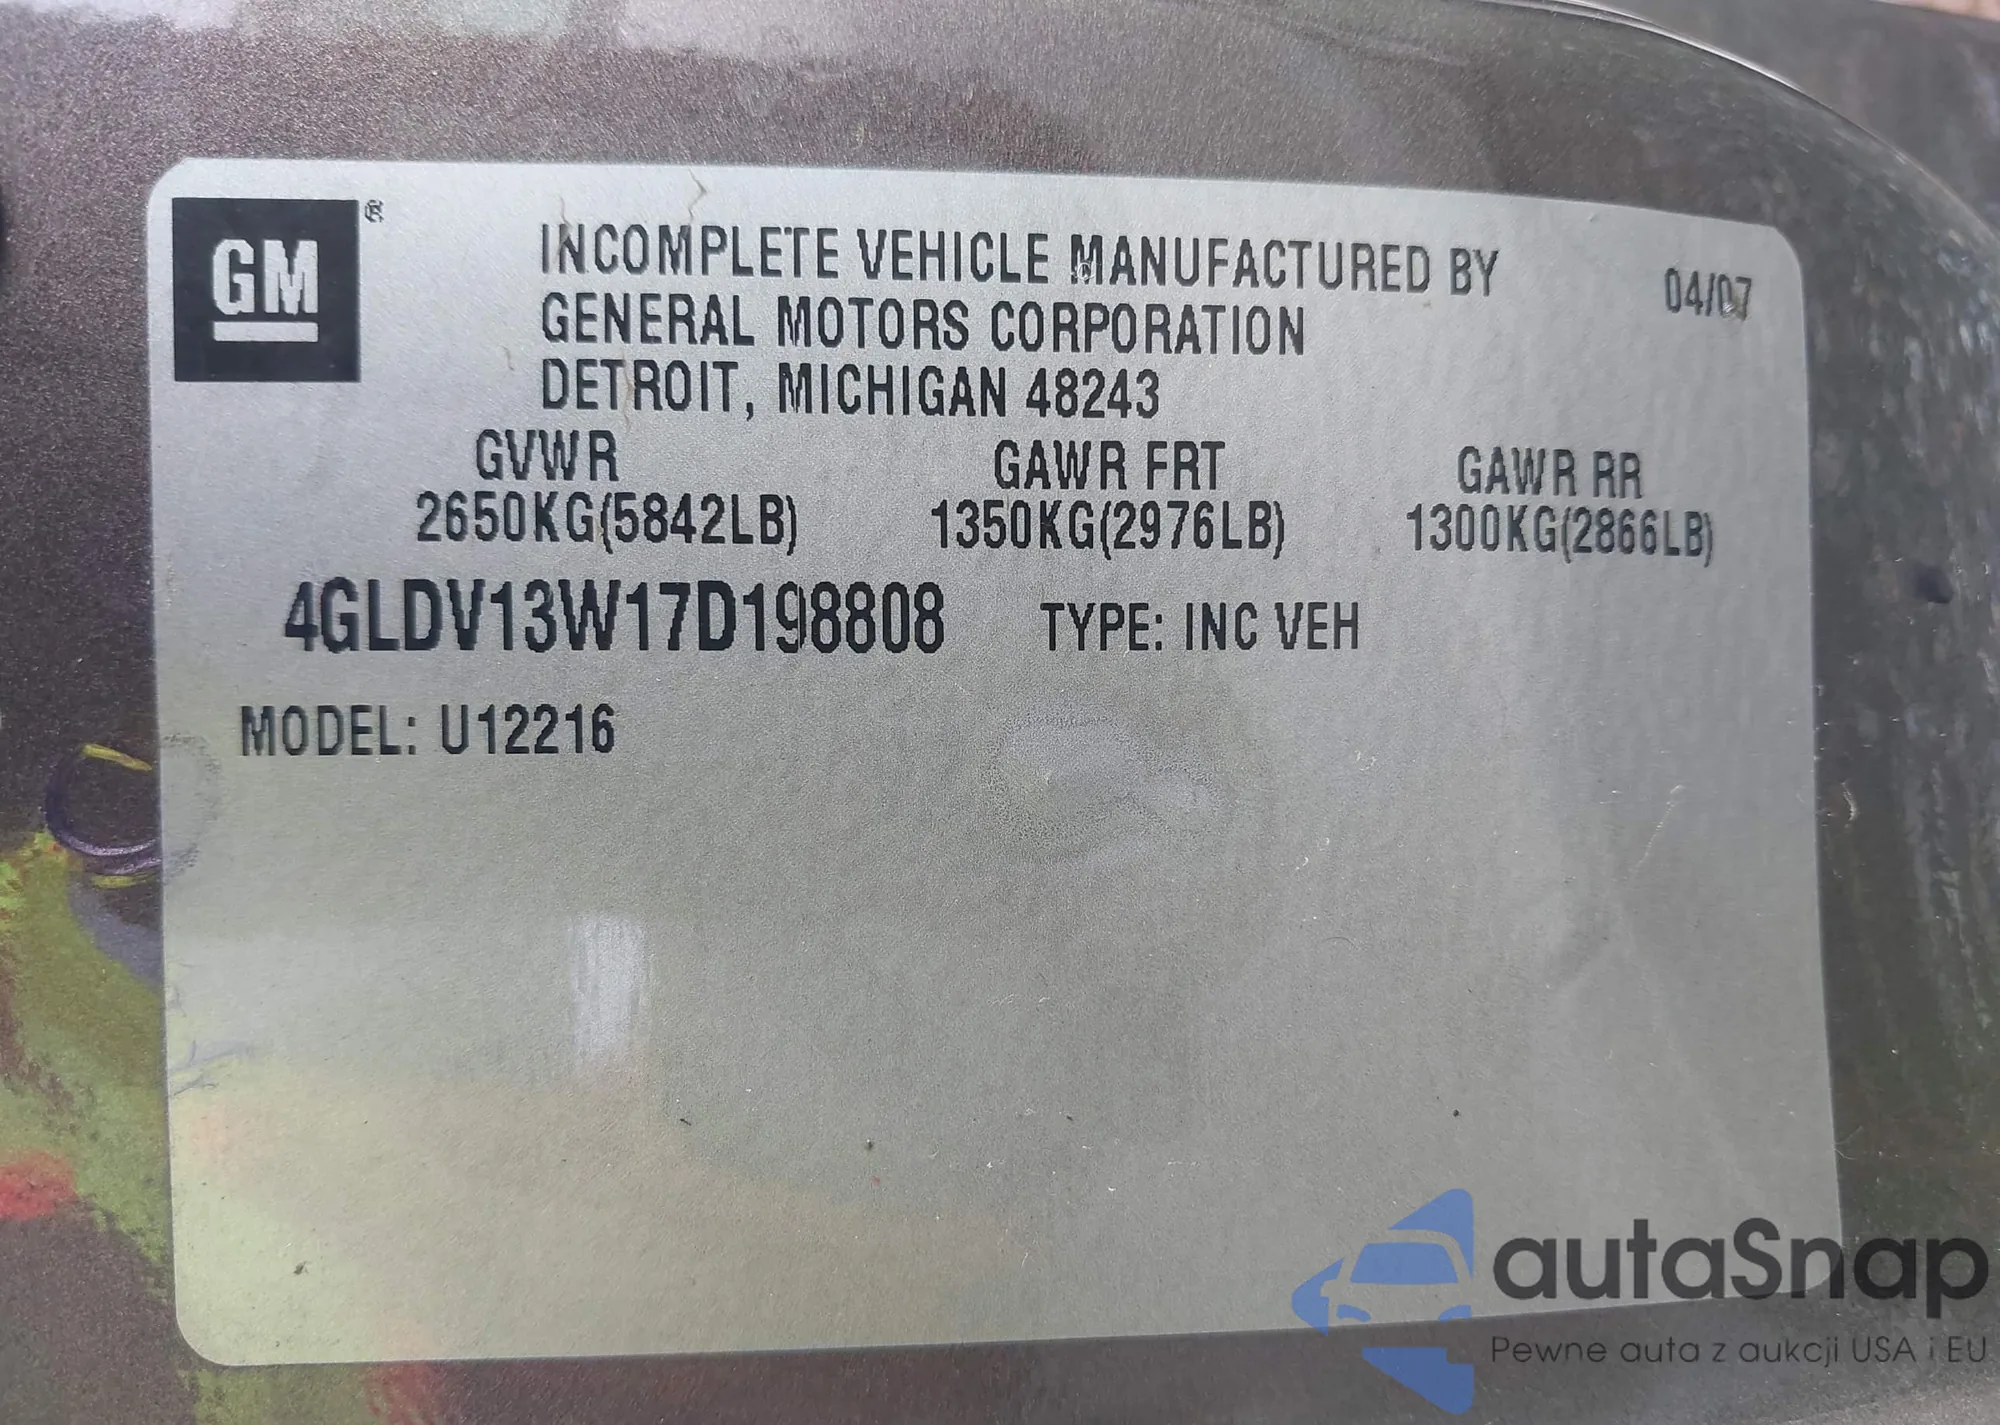 GM ®
INCOMPLETE VEHICLE MANUFACTURED BY
04/07
GENERAL MOTORS CORPORATION
DETROIT, MICHIGAN 48243
GVWR GAWR FRT GAWR RR
2650KG(5842LB) 1350KG(2976LB) 1300KG(2866LB)
4GLDV13W17D198808 TYPE: INC VEH
MODEL: U12216
autaSnap
Pewne auta z aukcji USA i EU